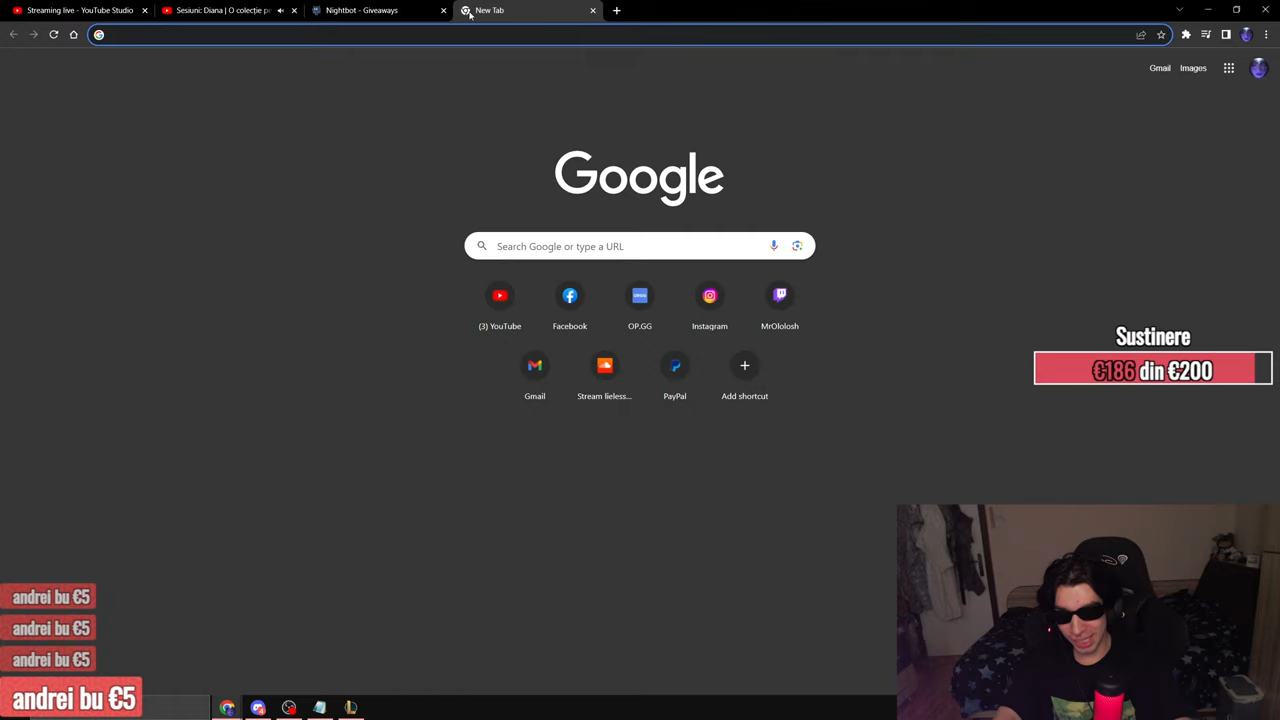 Streaming live - YouTube Studio
Sesiuni: Diana | O colecție pe
Nightbot - Giveaways
New Tab
Gmail
Images
Google
Search Google or type a URL
(3) YouTube
Facebook
OP.GG
Instagram
MrOlolosh
Gmail
Stream lieless...
PayPal
Add shortcut
Sustinere
€186 din €200
andrei bu €5
andrei bu €5
andrei bu €5
andrei bu €5